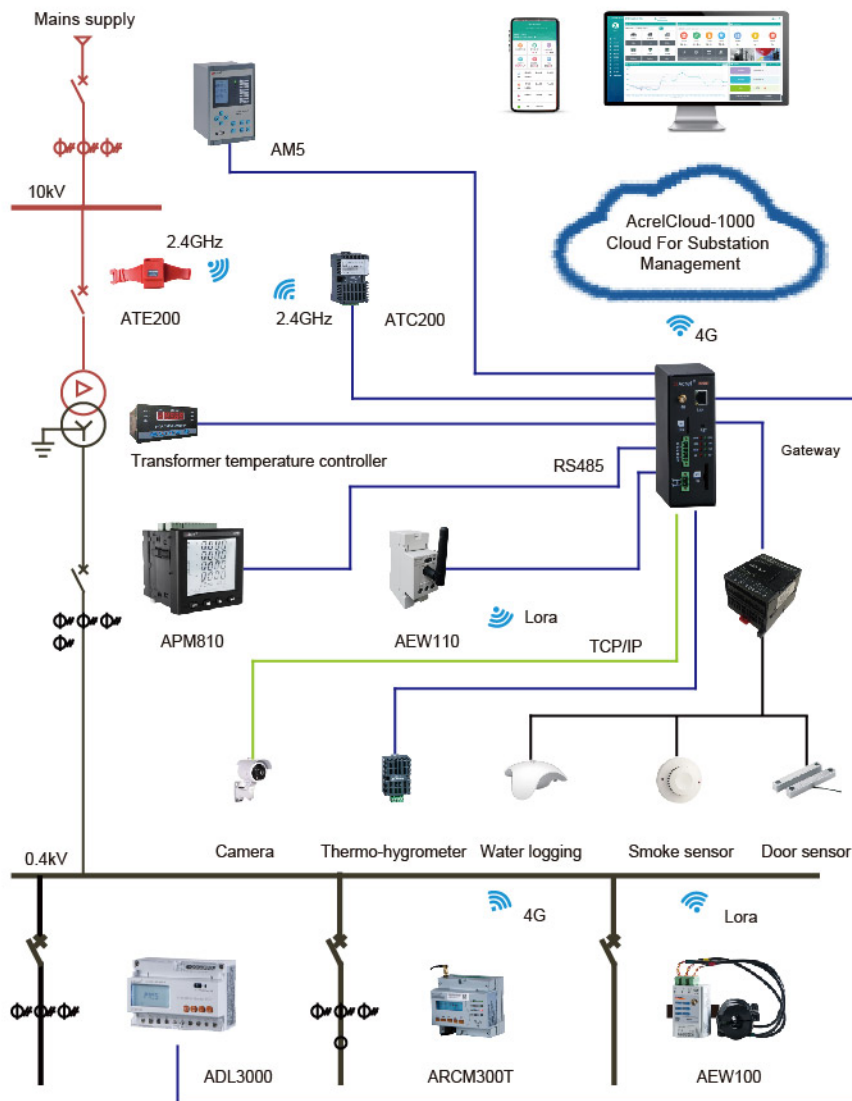 Mains supply
AM5
10kV
2.4GHz
ATE200
2.4GHz
ATC200
AcrelCloud-1000
Cloud For Substation
Management
4G
Transformer temperature controller
RS485
Gateway
APM810
AEW110
Lora
TCP/IP
Camera
Thermo-hygrometer
Water logging
Smoke sensor
Door sensor
0.4kV
4G
Lora
ADL3000
ARCM300T
AEW100